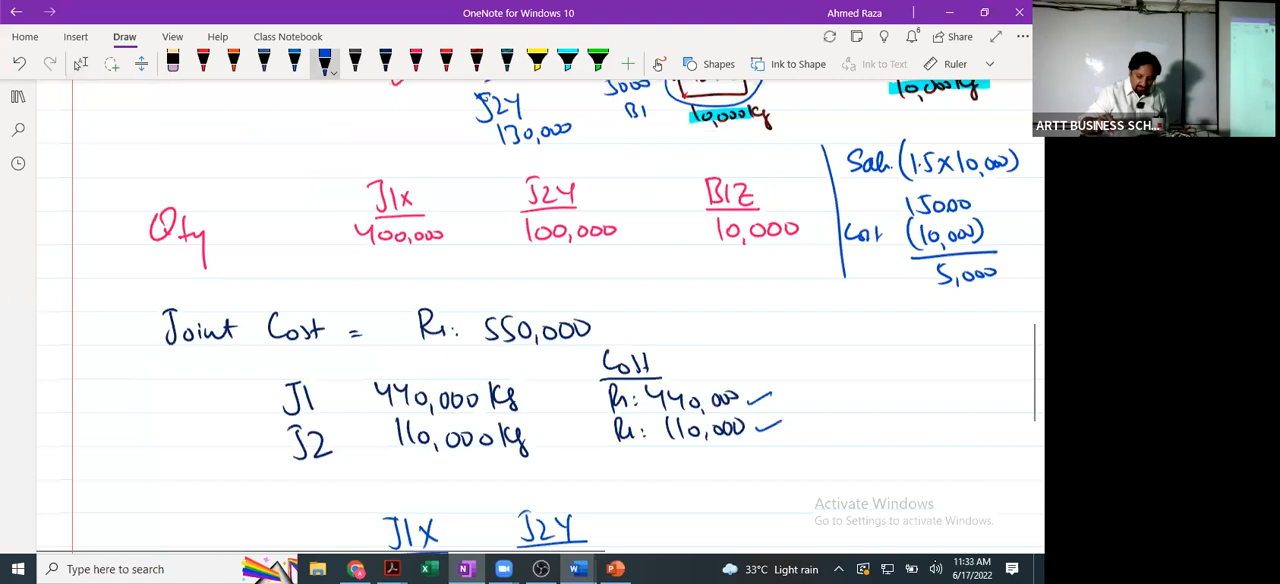 OneNote for Windows 10
Ahmed Raza
Home Insert Draw View Help Class Notebook
Share
Shapes Ink to Shape Ink to Text Ruler
ARTT BUSINESS SCH...
J2Y
130,000
3000
B1
10,000kg
10,000kg
Sale (1.5 x 10,000)
15000
Cost (10,000)
5,000
J1X J2Y B1Z
Qty 400,000 100,000 10,000
Joint Cost = Rs: 550,000
Cost
J1 440,000 Kg Rs: 440,000 ✓
J2 110,000 kg Rs: 110,000 ✓
Activate Windows
Go to Settings to activate Windows.
J1X J2Y
Type here to search
33°C Light rain
11:33 AM
6/17/2022